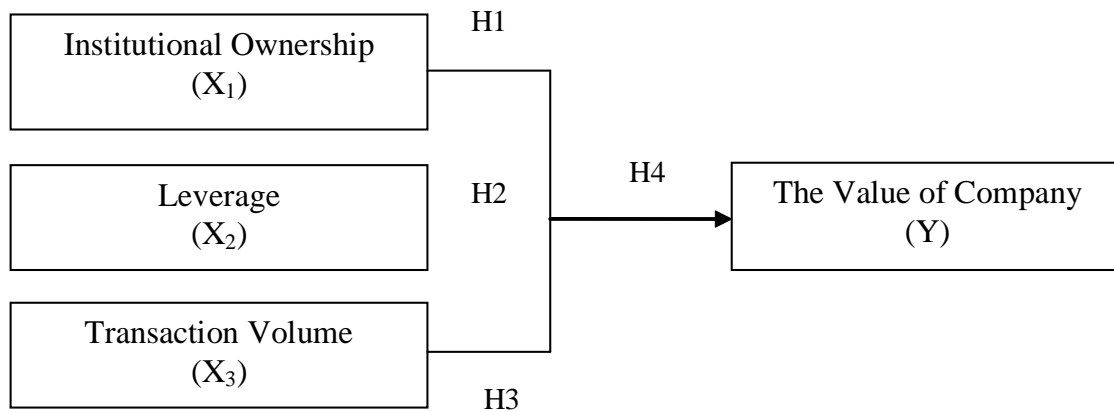 H1
Institutional Ownership
(X₁)
Leverage
(X₂)
H2
H4
The Value of Company
(Y)
Transaction Volume
(X₃)
H3